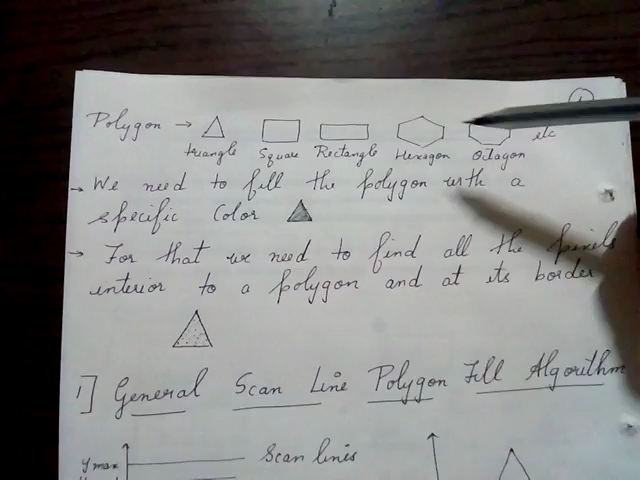 Polygon → etc
triangle Square Rectangle Hexagon Octagon
→ We need to fill the polygon with a
specific Color
→ For that we need to find all the pixels
interior to a polygon and at its border
1] General Scan Line Polygon Fill Algorithm
ymax Scan lines